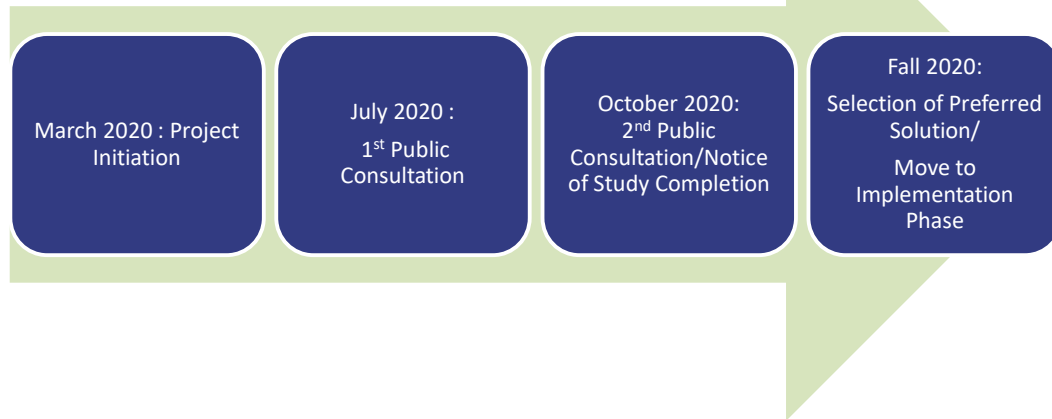 March 2020 : Project
Initiation
July 2020 :
1st Public
Consultation
October 2020:
2nd Public
Consultation/Notice
of Study Completion
Fall 2020:
Selection of Preferred
Solution/
Move to
Implementation
Phase